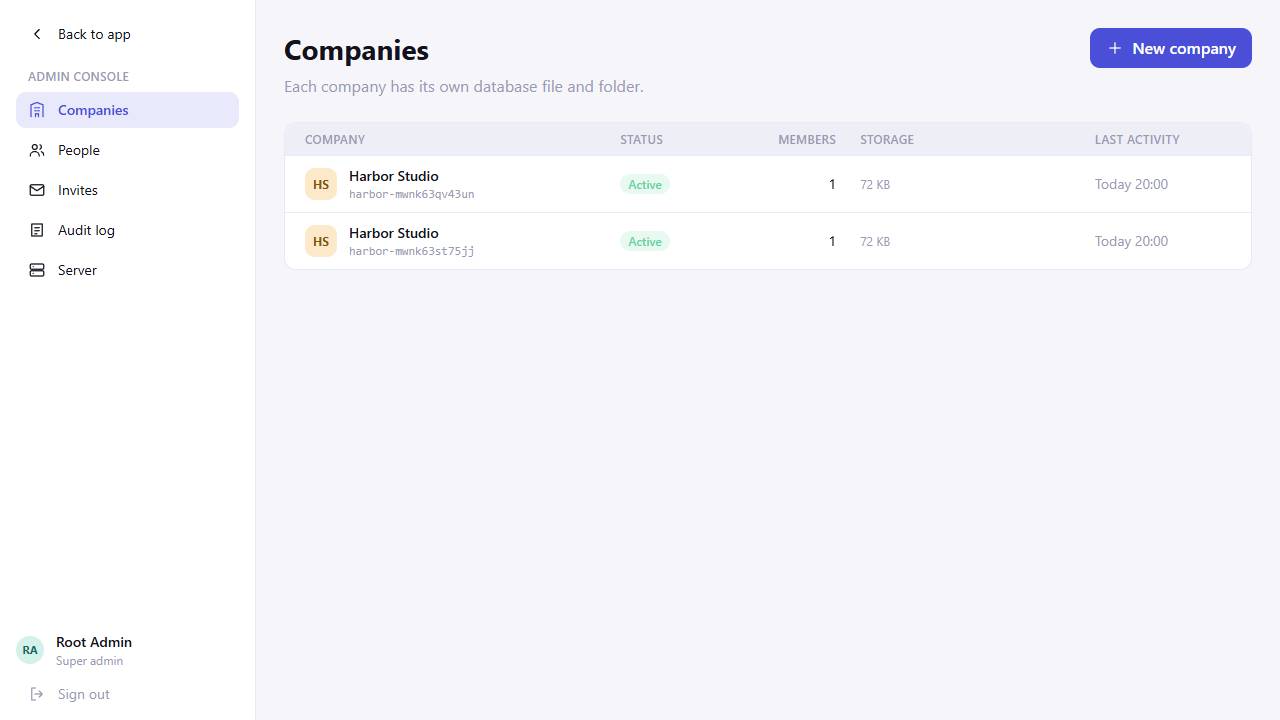 Back to app
ADMIN CONSOLE
Companies
People
Invites
Audit log
Server
RA
Root Admin
Super admin
Sign out
Companies
Each company has its own database file and folder.
New company
COMPANY STATUS MEMBERS STORAGE LAST ACTIVITY
HS Harbor Studio Active 1 72 KB Today 20:00
harbor-mwnk63qv43un
HS Harbor Studio Active 1 72 KB Today 20:00
harbor-mwnk63st75jj